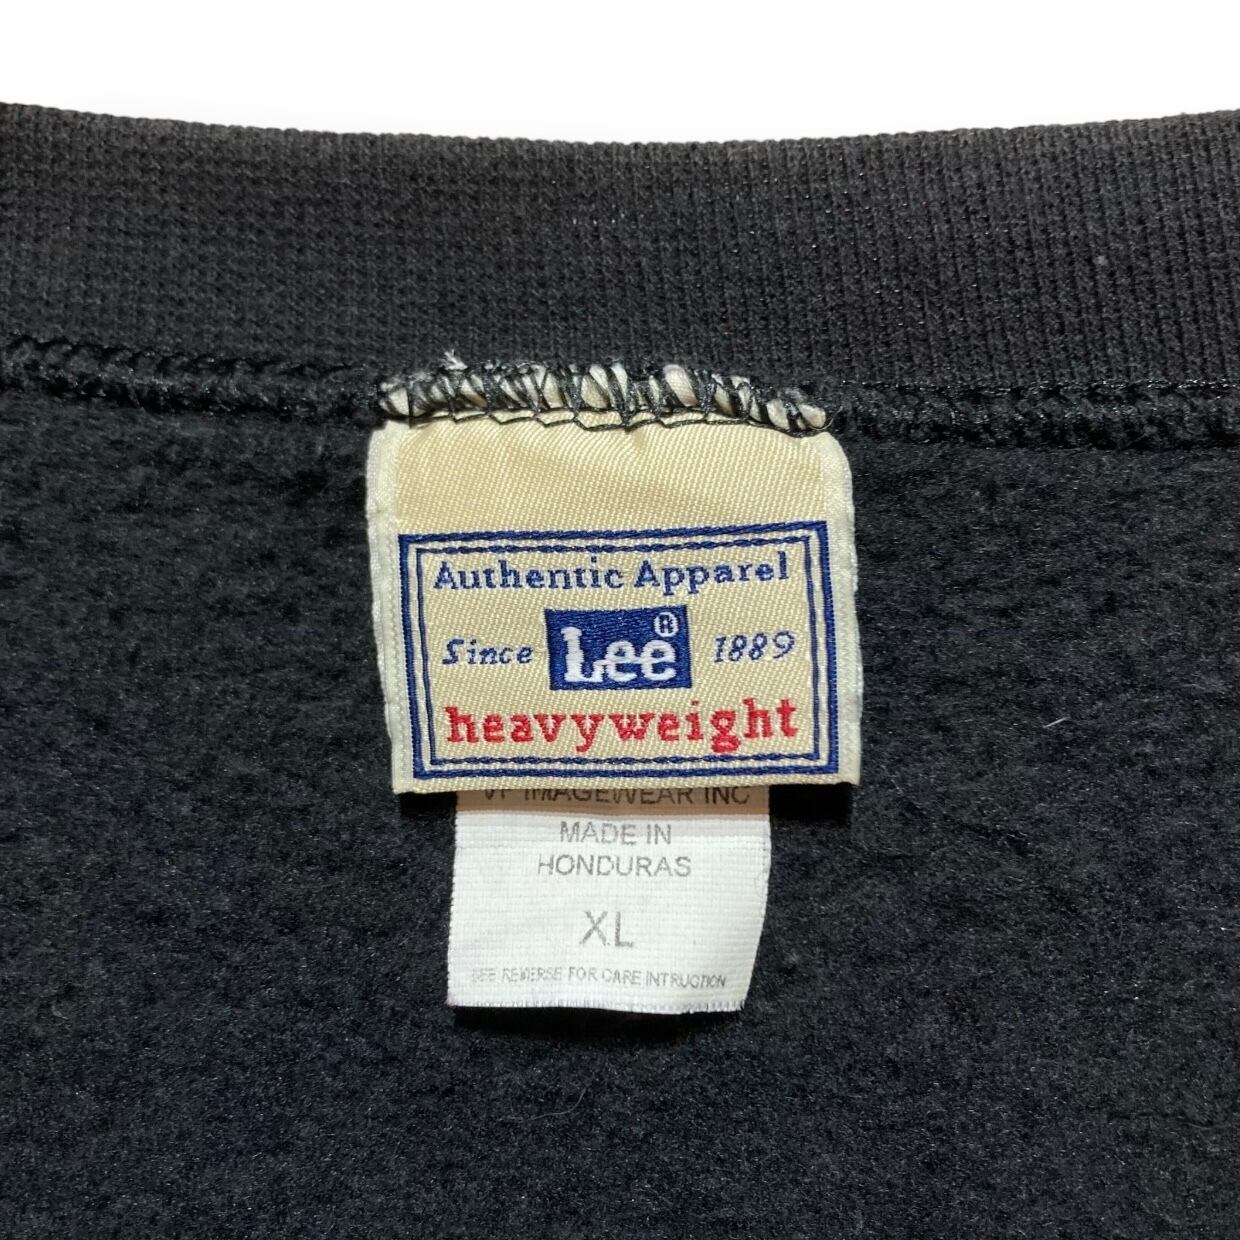 Authentic Apparel
Since Lee® 1889
heavyweight
VF IMAGEWEAR INC
MADE IN
HONDURAS
XL
SEE REVERSE FOR CARE INTRUCTION